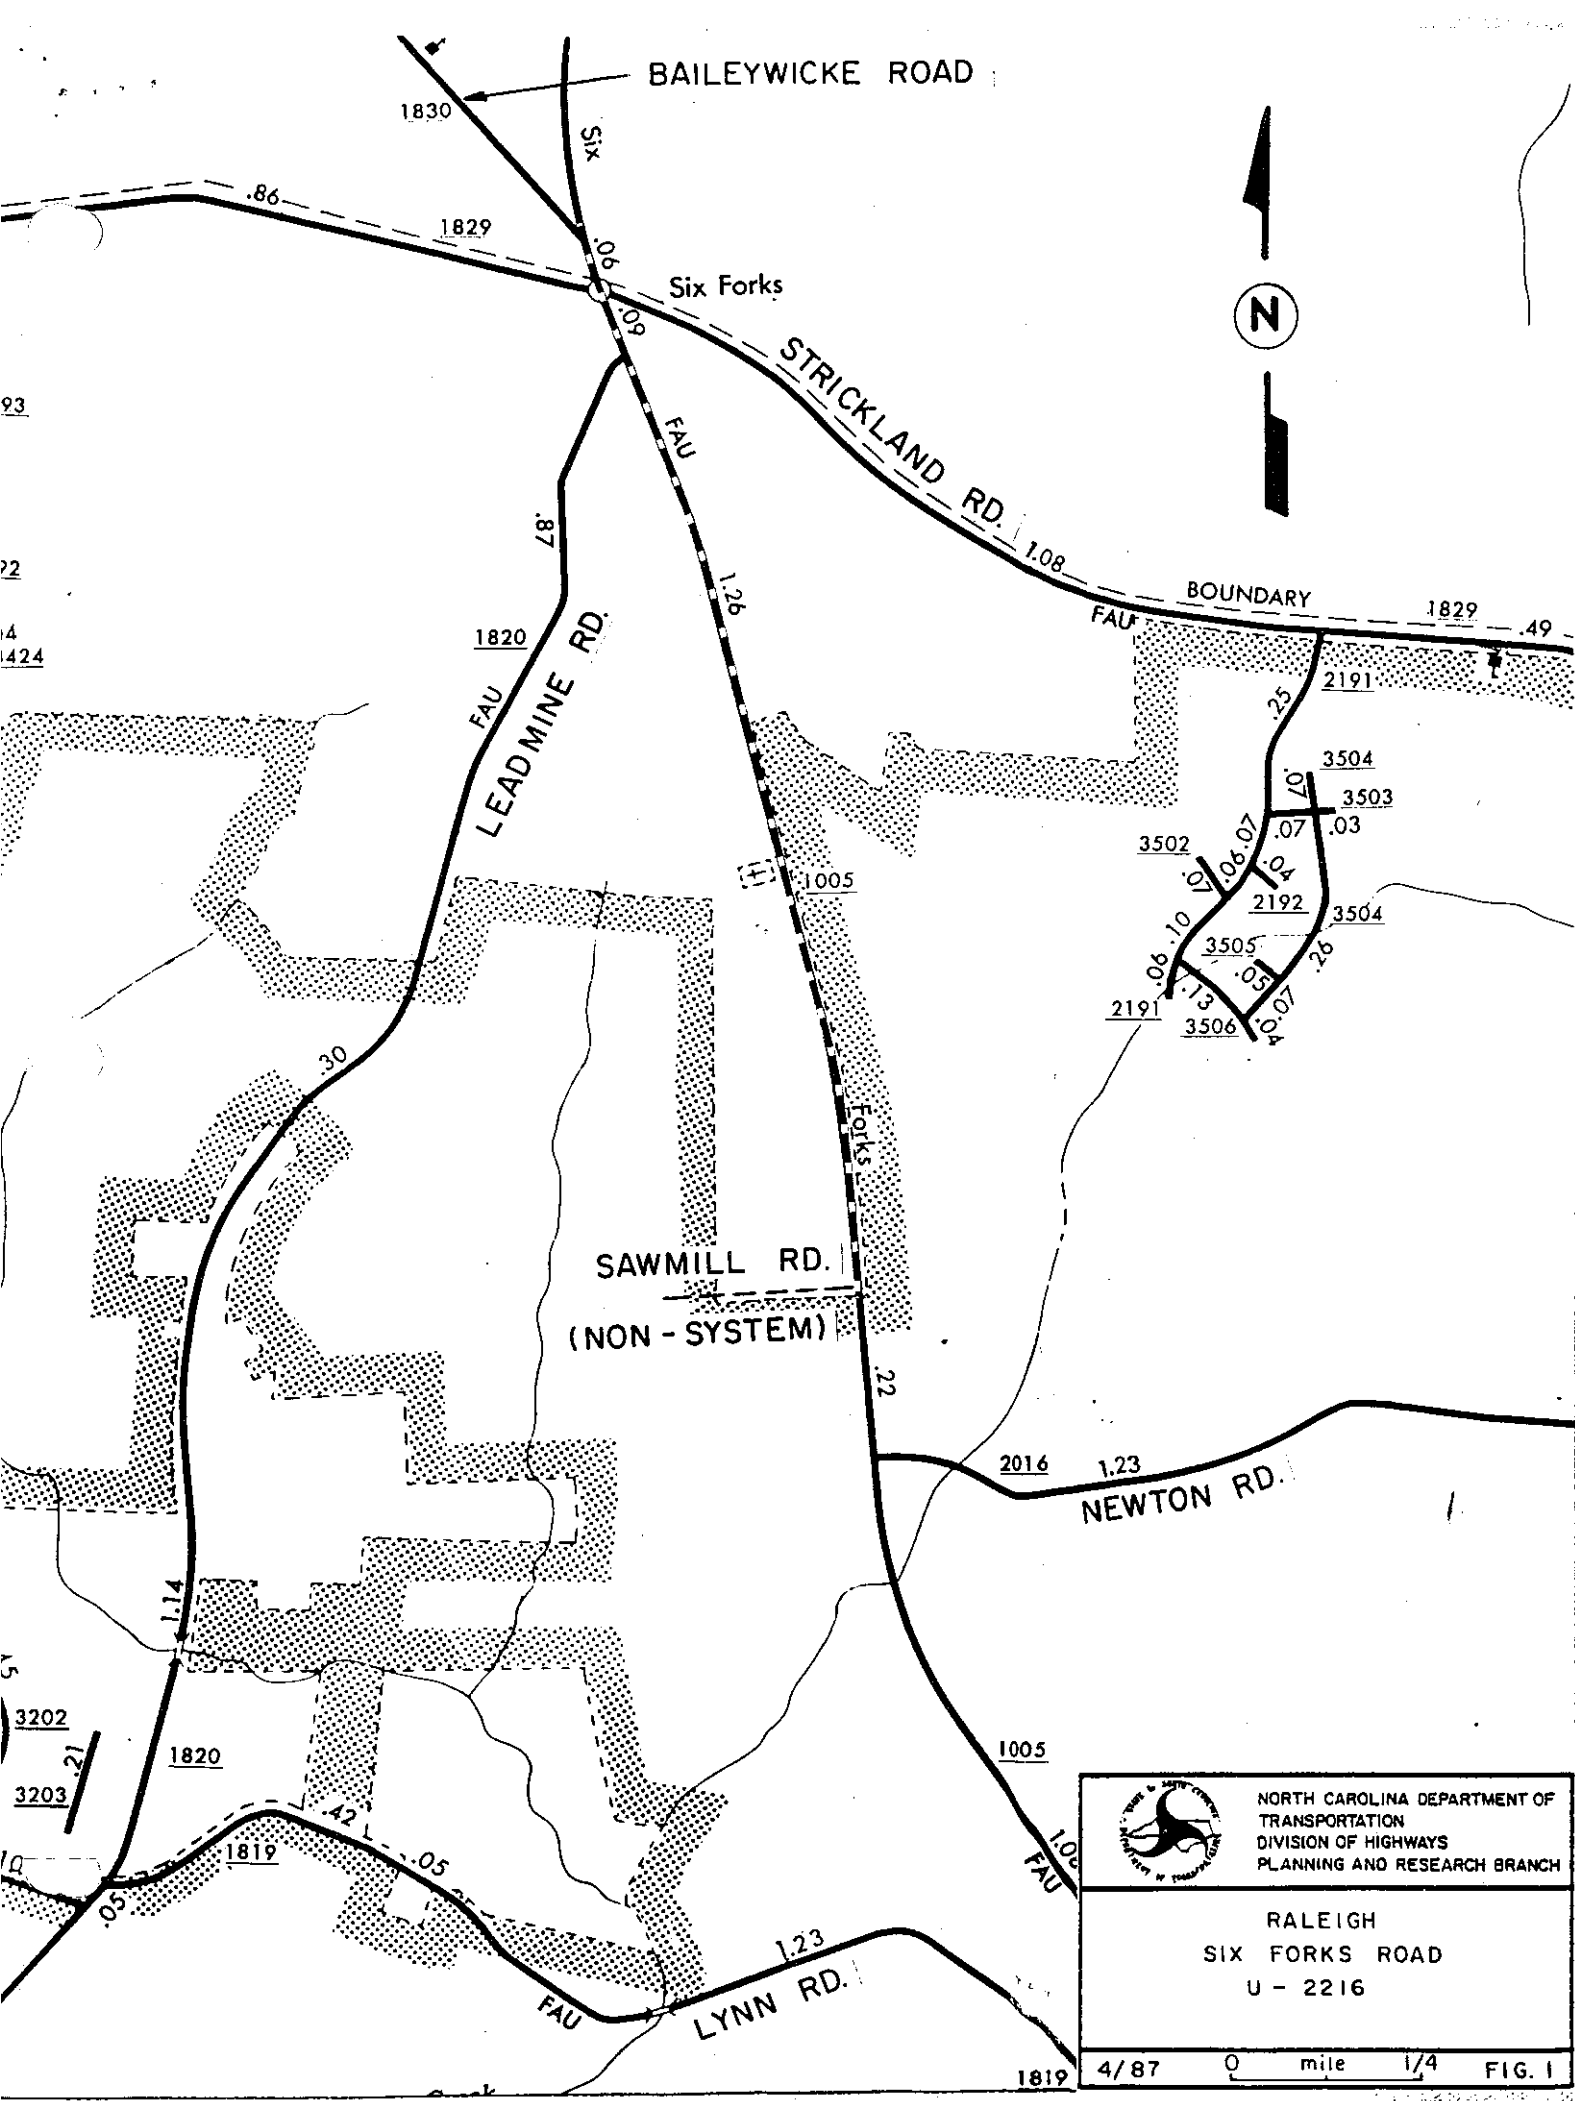 BAILEYWICKE ROAD
1830
Six
.86
1829
.06
Six Forks
.09
N
STRICKLAND RD.
93
FAU
.87
1.08
BOUNDARY
1829
.49
FAU
1.26
1820
LEADMINE RD.
FAU
424
2191
.25
3504
.07
3503
.07
.03
3502
.07
.06
.07
.04
2192
1005
3504
.10
3505
.26
.06
.05
.13
.07
2191
3506
.04
.30
Forks
SAWMILL RD.
(NON-SYSTEM)
.22
2016
1.23
NEWTON RD.
1.14
3202
.21
3203
1820
1005
.42
1819
.05
.05
FAU
1.23
LYNN RD.
FAU
1819
NORTH CAROLINA DEPARTMENT OF
TRANSPORTATION
DIVISION OF HIGHWAYS
PLANNING AND RESEARCH BRANCH
RALEIGH
SIX FORKS ROAD
U - 2216
4/87
0 mile 1/4
FIG. 1